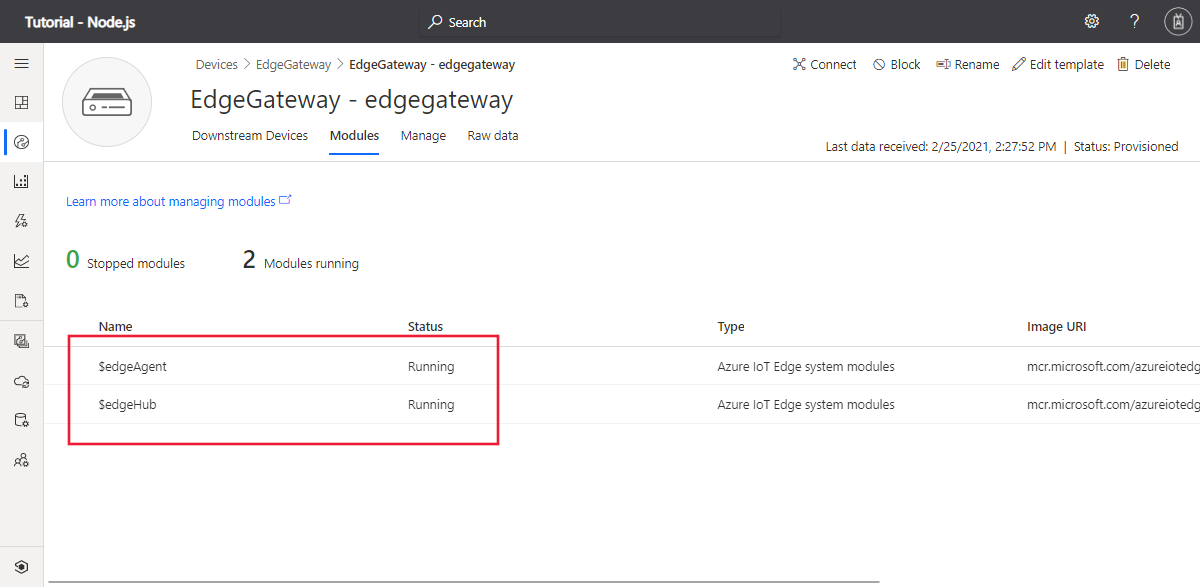 Tutorial - Node.js
Search
?
Devices > EdgeGateway > EdgeGateway - edgegateway
Connect Block Rename Edit template Delete
EdgeGateway - edgegateway
Downstream Devices Modules Manage Raw data
Last data received: 2/25/2021, 2:27:52 PM | Status: Provisioned
Learn more about managing modules
0 Stopped modules 2 Modules running
Name Status Type Image URI
$edgeAgent Running Azure IoT Edge system modules mcr.microsoft.com/azureiotedg
$edgeHub Running Azure IoT Edge system modules mcr.microsoft.com/azureiotedg